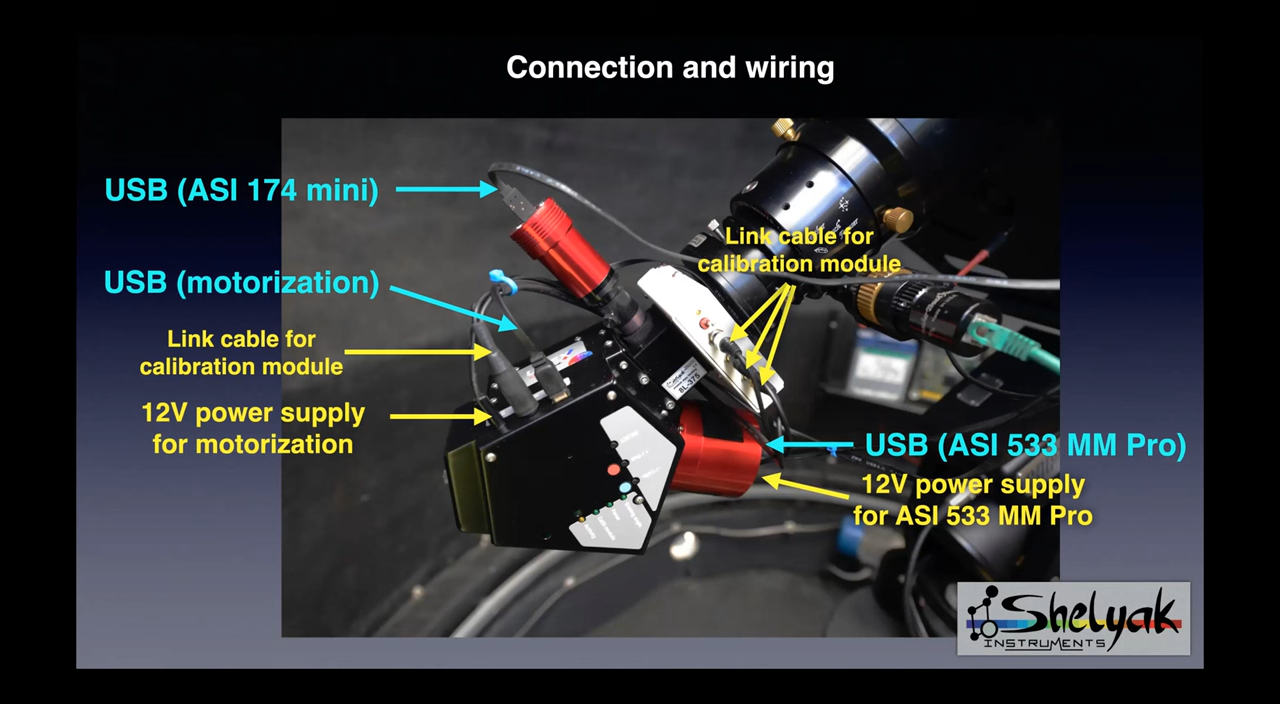 Connection and wiring
USB (ASI 174 mini)
USB (motorization)
Link cable for
calibration module
12V power supply
for motorization
Link cable for
calibration module
BL-375
USB (ASI 533 MM Pro)
12V power supply
for ASI 533 MM Pro
Shelyak
INSTRUMENTS